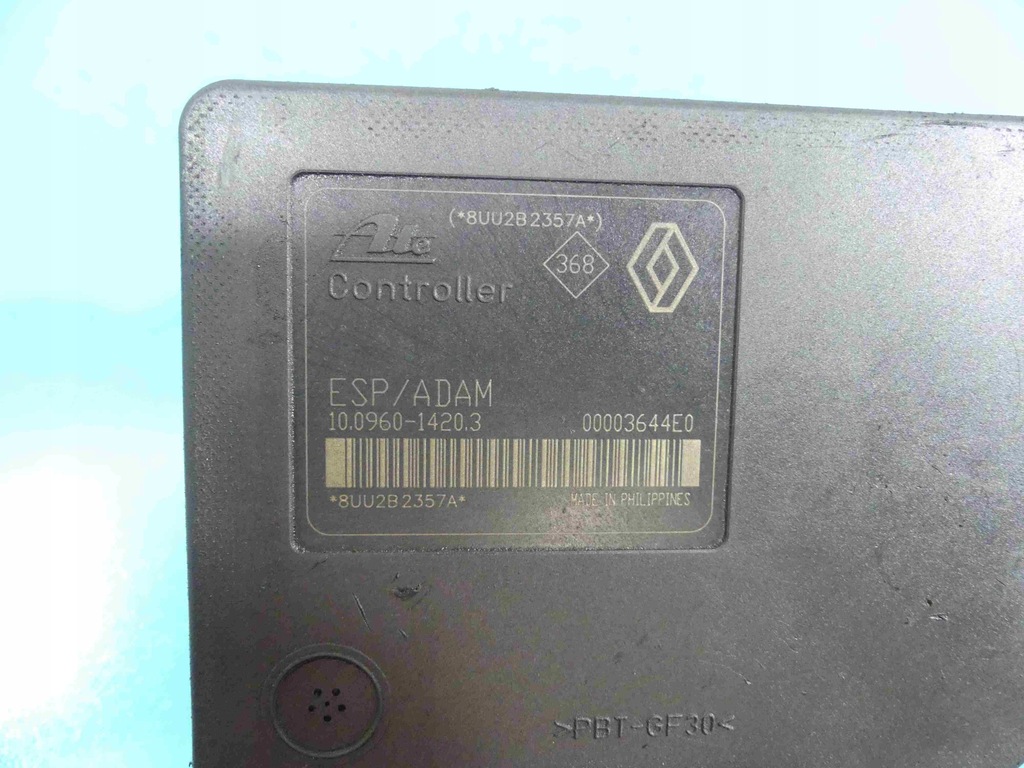 (*8UU2B2357A*)
Ate
368
Controller
ESP/ADAM
10.0960-1420.3 00003644E0
*8UU2B2357A*
MADE IN PHILIPPINES
>PBT-GF30<